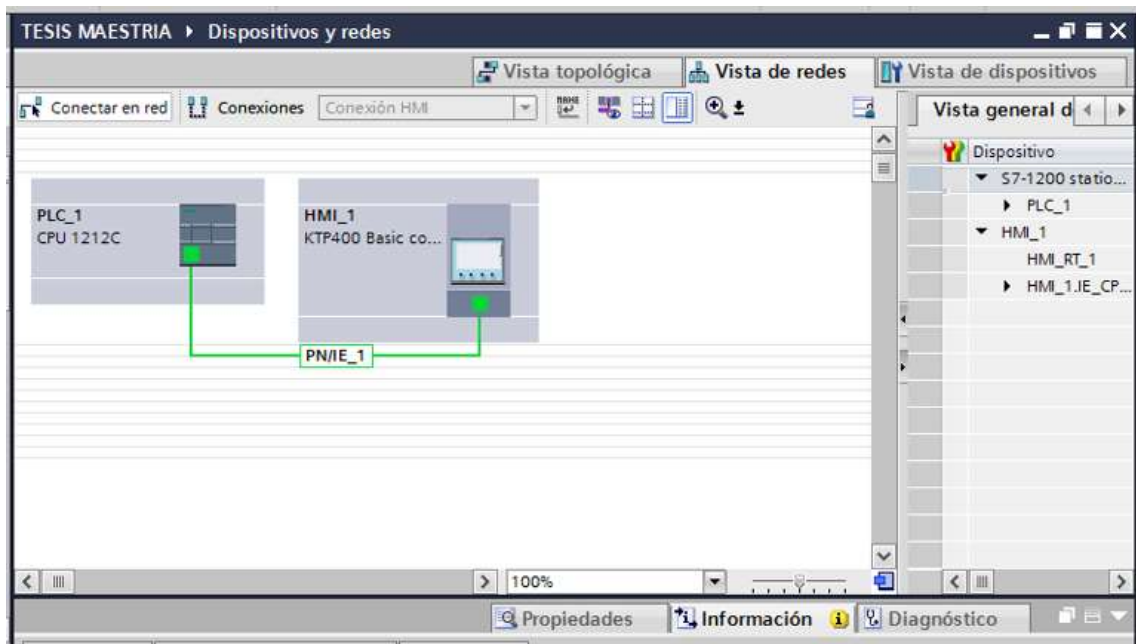 TESIS MAESTRIA ▸ Dispositivos y redes
Vista topológica
Vista de redes
Vista de dispositivos
Conectar en red
Conexiones
Conexión HMI
Vista general d
Dispositivo
S7-1200 statio...
PLC_1
HMI_1
HMI_RT_1
HMI_1.IE_CP...
PLC_1
CPU 1212C
HMI_1
KTP400 Basic co...
PN/IE_1
100%
Propiedades
Información
Diagnóstico